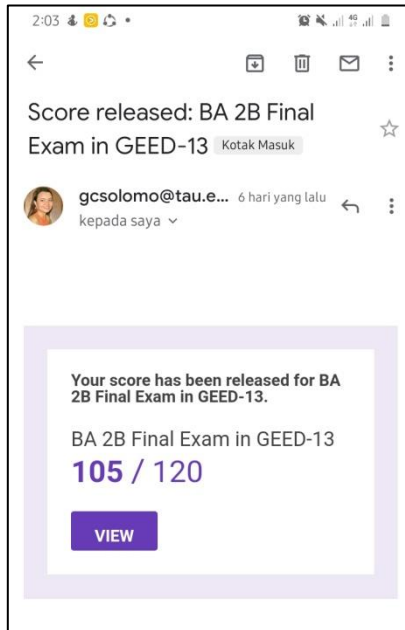 2:03
Score released: BA 2B Final
Exam in GEED-13 Kotak Masuk
gcsolomo@tau.e... 6 hari yang lalu
kepada saya
Your score has been released for BA
2B Final Exam in GEED-13.
BA 2B Final Exam in GEED-13
105 / 120
VIEW